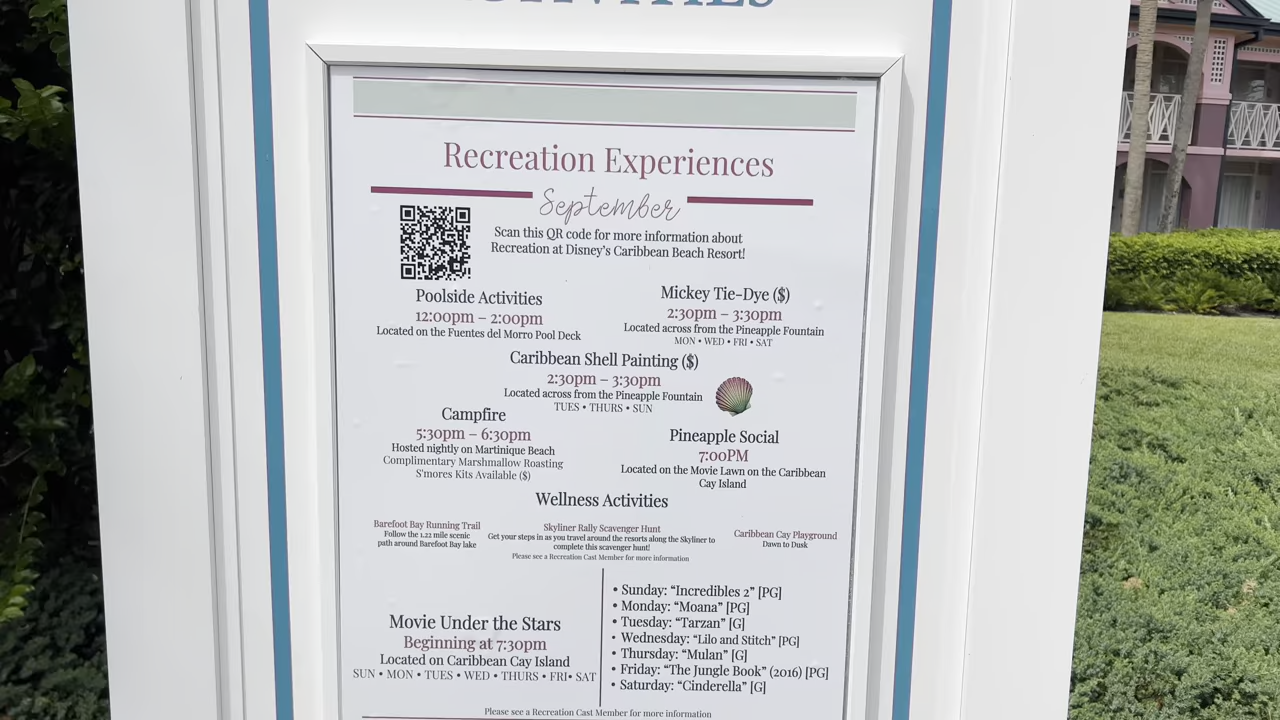 ACTIVITIES
Recreation Experiences
September
Scan this QR code for more information about
Recreation at Disney's Caribbean Beach Resort!
Poolside Activities
12:00pm – 2:00pm
Located on the Fuentes del Morro Pool Deck
Mickey Tie-Dye ($)
2:30pm – 3:30pm
Located across from the Pineapple Fountain
MON • WED • FRI • SAT
Caribbean Shell Painting ($)
2:30pm – 3:30pm
Located across from the Pineapple Fountain
TUES • THURS • SUN
Campfire
5:30pm – 6:30pm
Hosted nightly on Martinique Beach
Complimentary Marshmallow Roasting
S'mores Kits Available ($)
Pineapple Social
7:00PM
Located on the Movie Lawn on the Caribbean
Cay Island
Wellness Activities
Barefoot Bay Running Trail
Follow the 1.22 mile scenic
path around Barefoot Bay lake
Skyliner Rally Scavenger Hunt
Get your steps in as you travel around the resorts along the Skyliner to
complete this scavenger hunt!
Please see a Recreation Cast Member for more information
Caribbean Cay Playground
Dawn to Dusk
Movie Under the Stars
Beginning at 7:30pm
Located on Caribbean Cay Island
SUN • MON • TUES • WED • THURS • FRI• SAT
• Sunday: “Incredibles 2” [PG]
• Monday: “Moana” [PG]
• Tuesday: “Tarzan” [G]
• Wednesday: “Lilo and Stitch” [PG]
• Thursday: “Mulan” [G]
• Friday: “The Jungle Book” (2016) [PG]
• Saturday: “Cinderella” [G]
Please see a Recreation Cast Member for more information